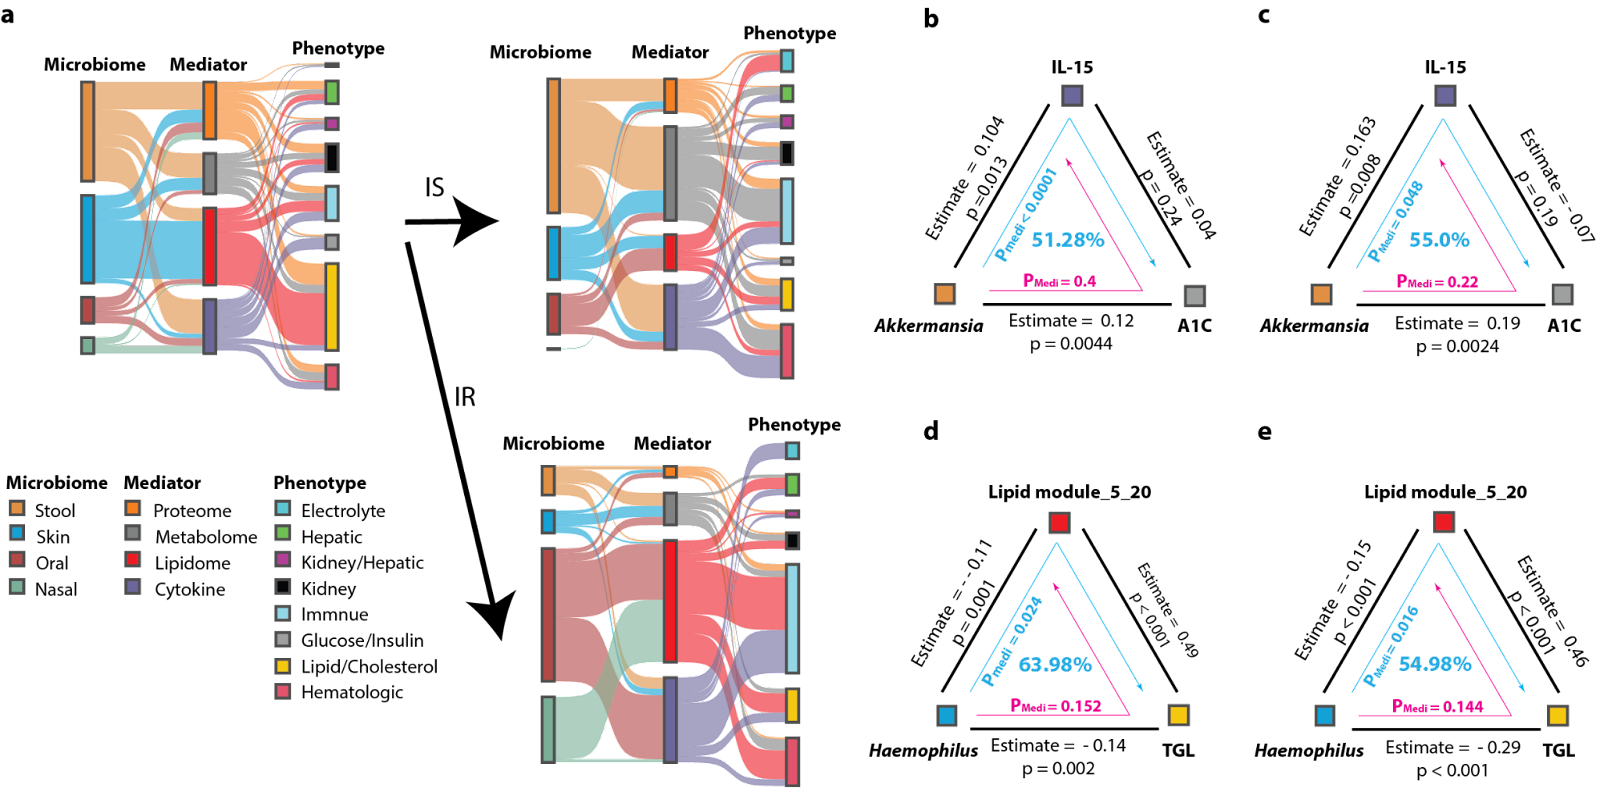 a
Microbiome
Mediator
Phenotype
Microbiome
Mediator
Phenotype
IS
IR
Microbiome
Mediator
Phenotype
Microbiome
Stool
Skin
Oral
Nasal
Mediator
Proteome
Metabolome
Lipidome
Cytokine
Phenotype
Electrolyte
Hepatic
Kidney/Hepatic
Kidney
Immnue
Glucose/Insulin
Lipid/Cholesterol
Hematologic
b
IL-15
Estimate = 0.104
p =0.013
Estimate = 0.04
p = 0.24
Pmedi < 0.0001
51.28%
PMedi = 0.4
Akkermansia
A1C
Estimate = 0.12
p = 0.0044
c
IL-15
Estimate = 0.163
p =0.008
Estimate = - 0.07
p = 0.19
PMedi = 0.048
55.0%
PMedi = 0.22
Akkermansia
A1C
Estimate = 0.19
p = 0.0024
d
Lipid module_5_20
Estimate = - 0.11
p = 0.001
Estimate = 0.49
p < 0.001
Pmedi = 0.024
63.98%
PMedi = 0.152
Haemophilus
TGL
Estimate = - 0.14
p = 0.002
e
Lipid module_5_20
Estimate = - 0.15
p < 0.001
Estimate = 0.46
p < 0.001
PMedi = 0.016
54.98%
PMedi = 0.144
Haemophilus
TGL
Estimate = - 0.29
p < 0.001